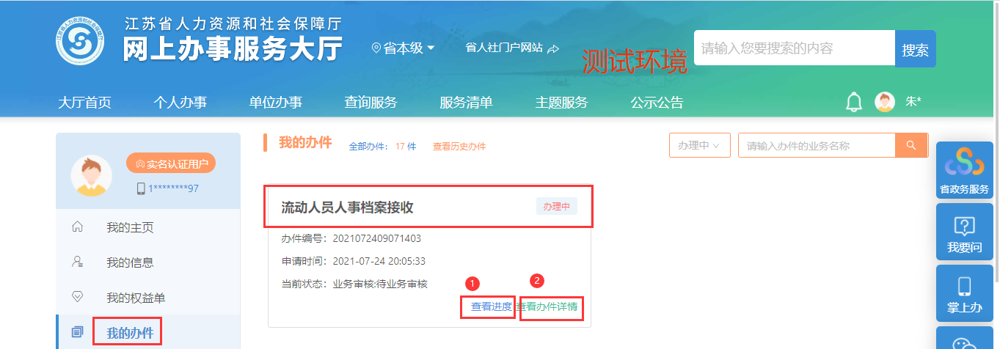 江苏省人力资源和社会保障厅
网上办事服务大厅
省本级
省人社门户网站
测试环境
请输入您要搜索的内容
搜索
大厅首页 个人办事 单位办事 查询服务 服务清单 主题服务 公示公告
朱*
实名认证用户
1********97
我的主页
我的信息
我的权益单
我的办件
我的办件 全部办件： 17 件 查看历史办件
办理中
请输入办件的业务名称
流动人员人事档案接收 办理中
办件编号：2021072409071403
申请时间：2021-07-24 20:05:33
当前状态：业务审核:待业务审核
1 2
查看进度 查看办件详情
省政务服务
我要问
掌上办